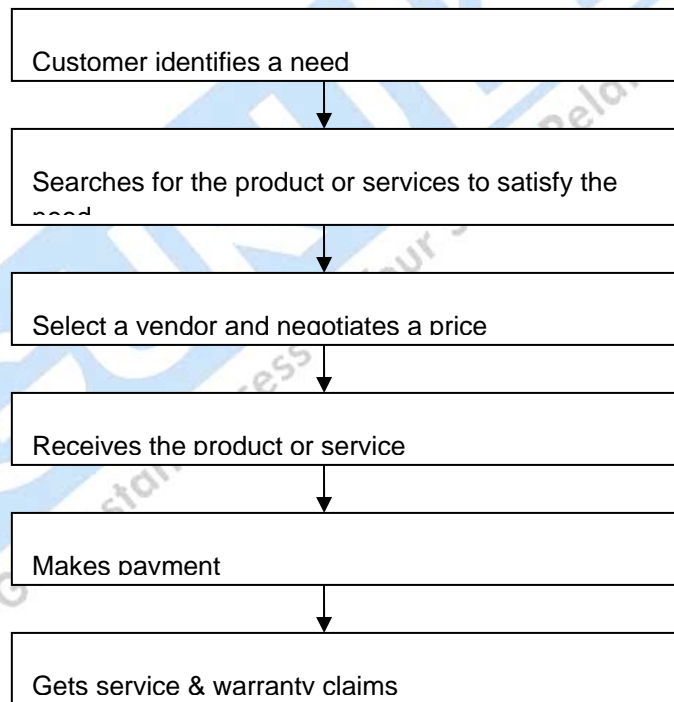 Customer identifies a need
Searches for the product or services to satisfy the
need
Select a vendor and negotiates a price
Receives the product or service
Makes payment
Gets service & warranty claims